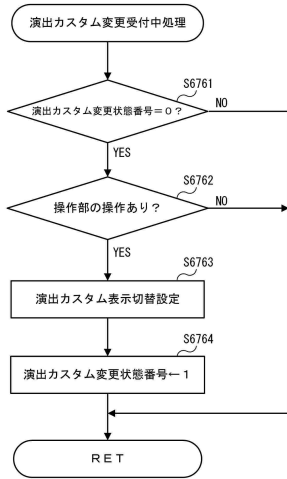 演出カスタム変更受付中処理
S6761
演出カスタム変更状態番号=0?
NO
YES
S6762
操作部の操作あり?
NO
YES
S6763
演出カスタム表示切替設定
S6764
演出カスタム変更状態番号←1
RET